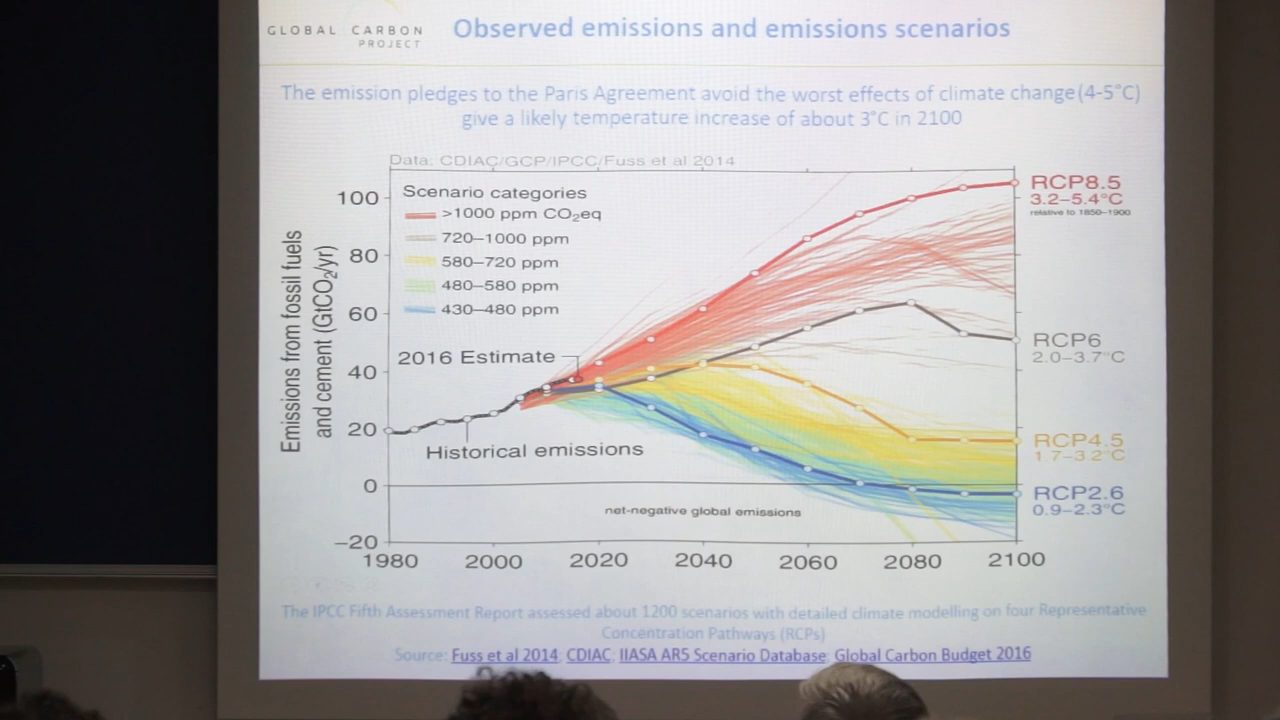 GLOBAL CARBON
PROJECT
Observed emissions and emissions scenarios
The emission pledges to the Paris Agreement avoid the worst effects of climate change(4-5°C)
give a likely temperature increase of about 3°C in 2100
Data: CDIAC/GCP/IPCC/Fuss et al 2014
Scenario categories
>1000 ppm CO₂eq
720–1000 ppm
580–720 ppm
480–580 ppm
430–480 ppm
2016 Estimate
Historical emissions
net-negative global emissions
Emissions from fossil fuels
and cement (GtCO₂/yr)
100
80
60
40
20
0
–20
1980 2000 2020 2040 2060 2080 2100
RCP8.5
3.2–5.4°C
relative to 1850–1900
RCP6
2.0–3.7°C
RCP4.5
1.7–3.2°C
RCP2.6
0.9–2.3°C
The IPCC Fifth Assessment Report assessed about 1200 scenarios with detailed climate modelling on four Representative
Concentration Pathways (RCPs)
Source: Fuss et al 2014; CDIAC; IIASA AR5 Scenario Database; Global Carbon Budget 2016